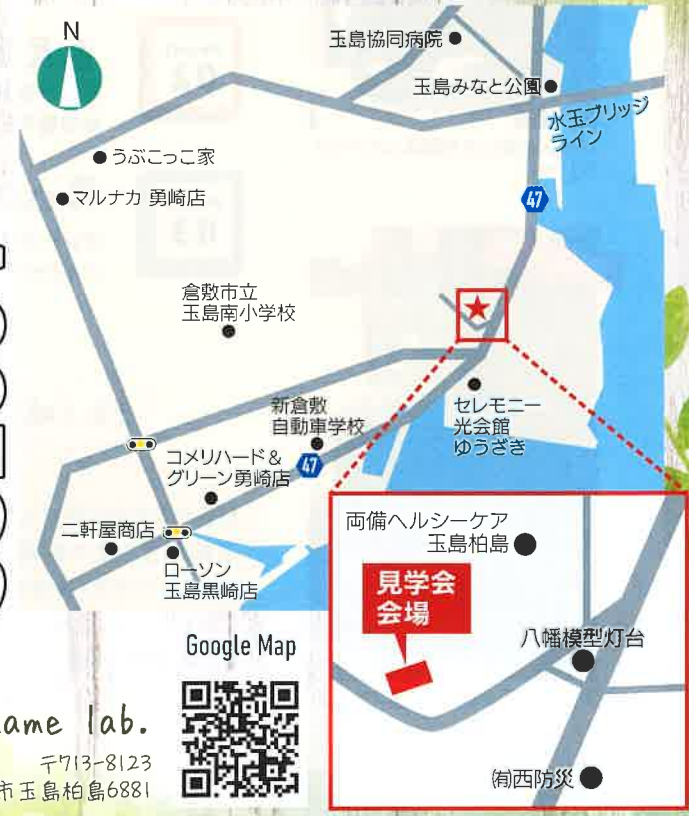 N
玉島協同病院
玉島みなと公園
水玉ブリッジ
ライン
うぶこっこ家
マルナカ 勇崎店
47
倉敷市立
玉島南小学校
セレモニー
光会館
ゆうざき
新倉敷
自動車学校
47
コメリハード&
グリーン勇崎店
二軒屋商店
ローソン
玉島黒崎店
両備ヘルシーケア
玉島柏島
見学会
会場
八幡模型灯台
㈲西防災
Google Map
ame lab.
〒713-8123
市玉島柏島6881